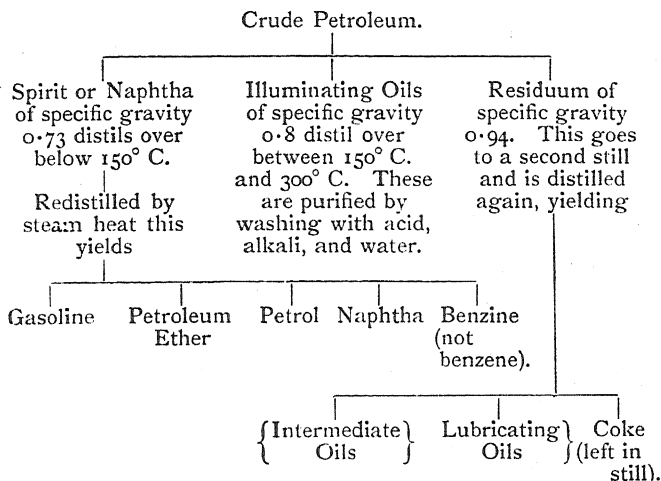 Crude Petroleum.
Spirit or Naphtha
of specific gravity
0·73 distils over
below 150° C.
Redistilled by
steam heat this
yields
Illuminating Oils
of specific gravity
0·8 distil over
between 150° C.
and 300° C. These
are purified by
washing with acid,
alkali, and water.
Residuum of
specific gravity
0·94. This goes
to a second still
and is distilled
again, yielding
Gasoline
Petroleum
Ether
Petrol
Naphtha
Benzine
(not
benzene).
{Intermediate
Oils}
Lubricating
Oils}
Coke
(left in
still).